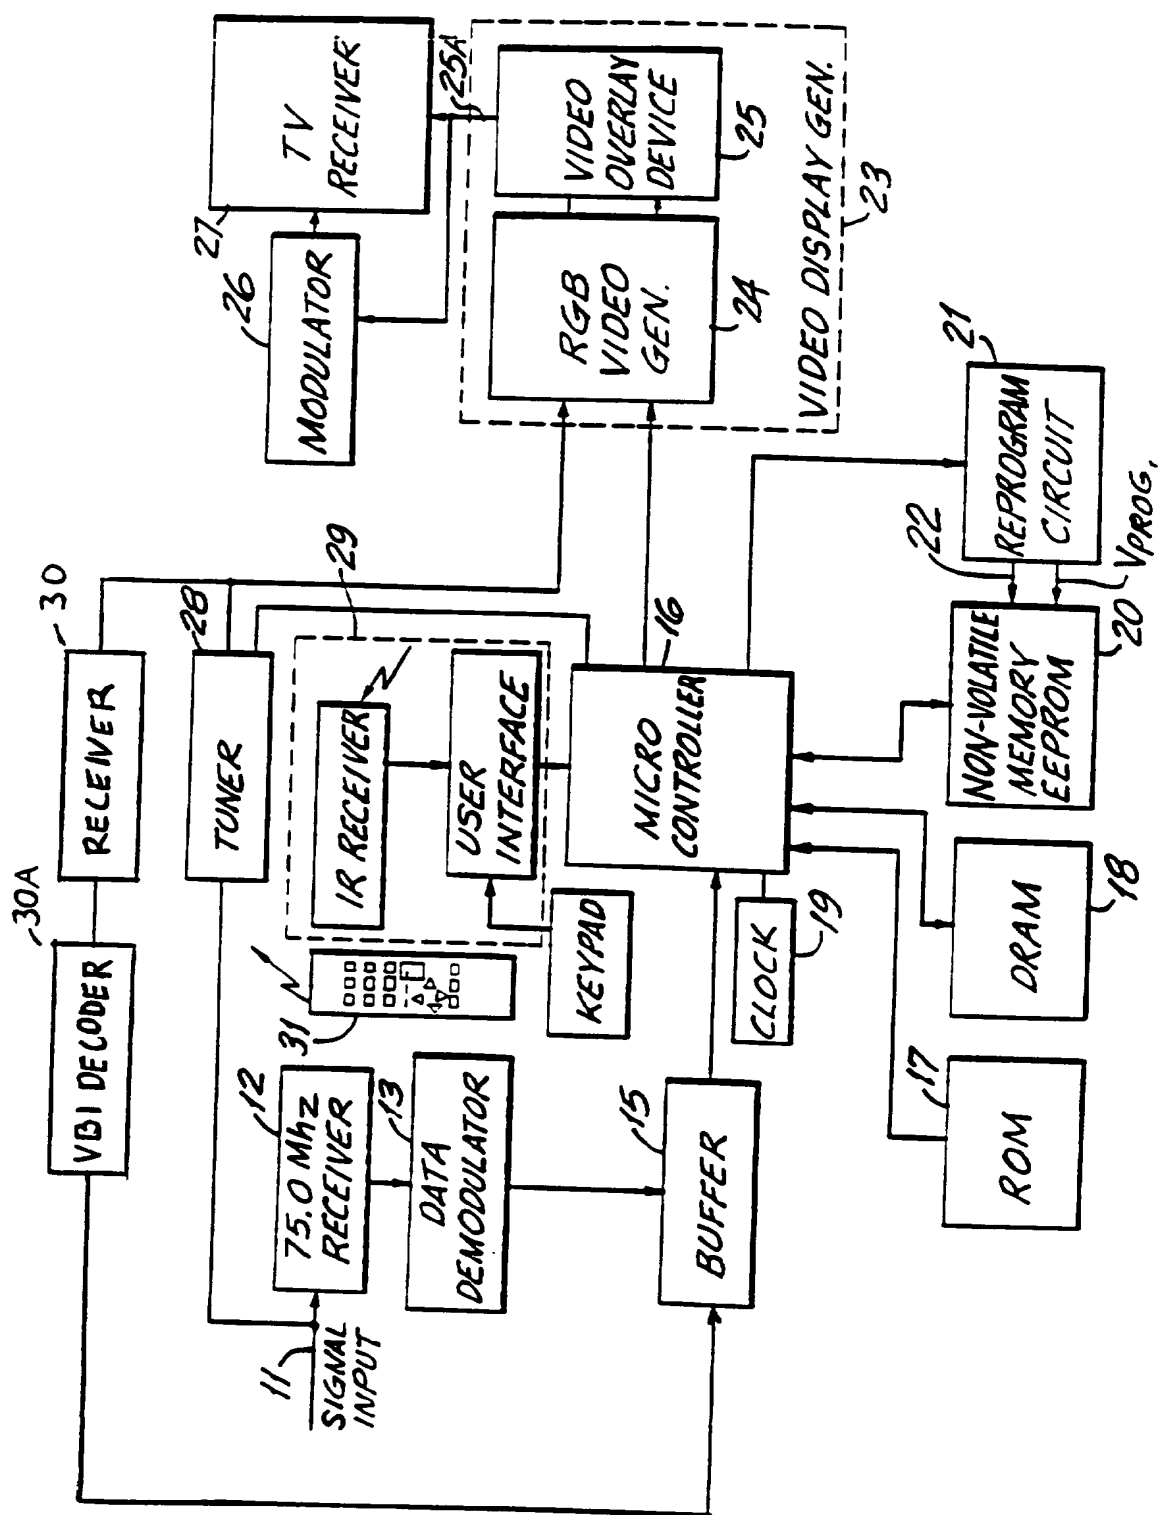 30A
VBI DECODER
30
RECEIVER
28
TUNER
11
SIGNAL
INPUT
12
75.0 Mhz
RECEIVER
13
DATA
DEMODULATOR
31
29
IR RECEIVER
USER
INTERFACE
KEYPAD
15
BUFFER
16
MICRO
CONTROLLER
CLOCK
19
17
ROM
DRAM
18
NON-VOLATILE
MEMORY
EEPROM
20
22
VPROG.
21
REPROGRAM
CIRCUIT
26
MODULATOR
27
TV
RECEIVER
25A
RGB
VIDEO
GEN.
24
VIDEO
OVERLAY
DEVICE
25
VIDEO DISPLAY GEN.
23